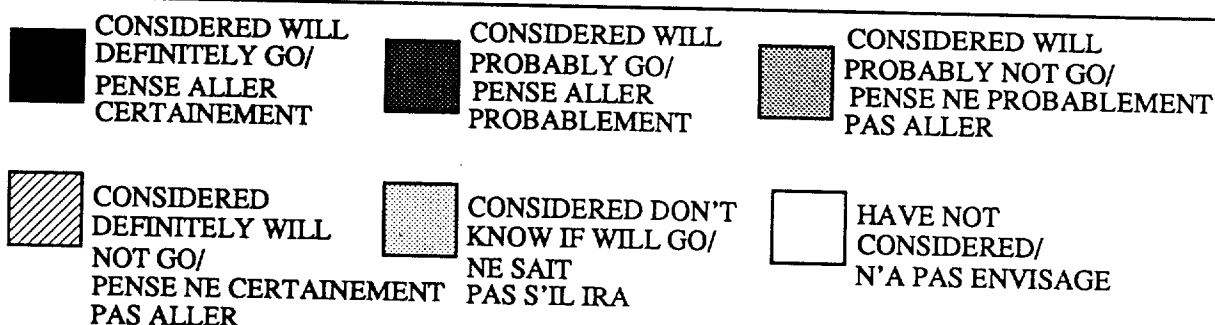 CONSIDERED WILL
DEFINITELY GO/
PENSE ALLER
CERTAINEMENT
CONSIDERED WILL
PROBABLY GO/
PENSE ALLER
PROBABLEMENT
CONSIDERED WILL
PROBABLY NOT GO/
PENSE NE PROBABLEMENT
PAS ALLER
CONSIDERED
DEFINITELY WILL
NOT GO/
PENSE NE CERTAINEMENT
PAS ALLER
CONSIDERED DON'T
KNOW IF WILL GO/
NE SAIT
PAS S'IL IRA
HAVE NOT
CONSIDERED/
N'A PAS ENVISAGE